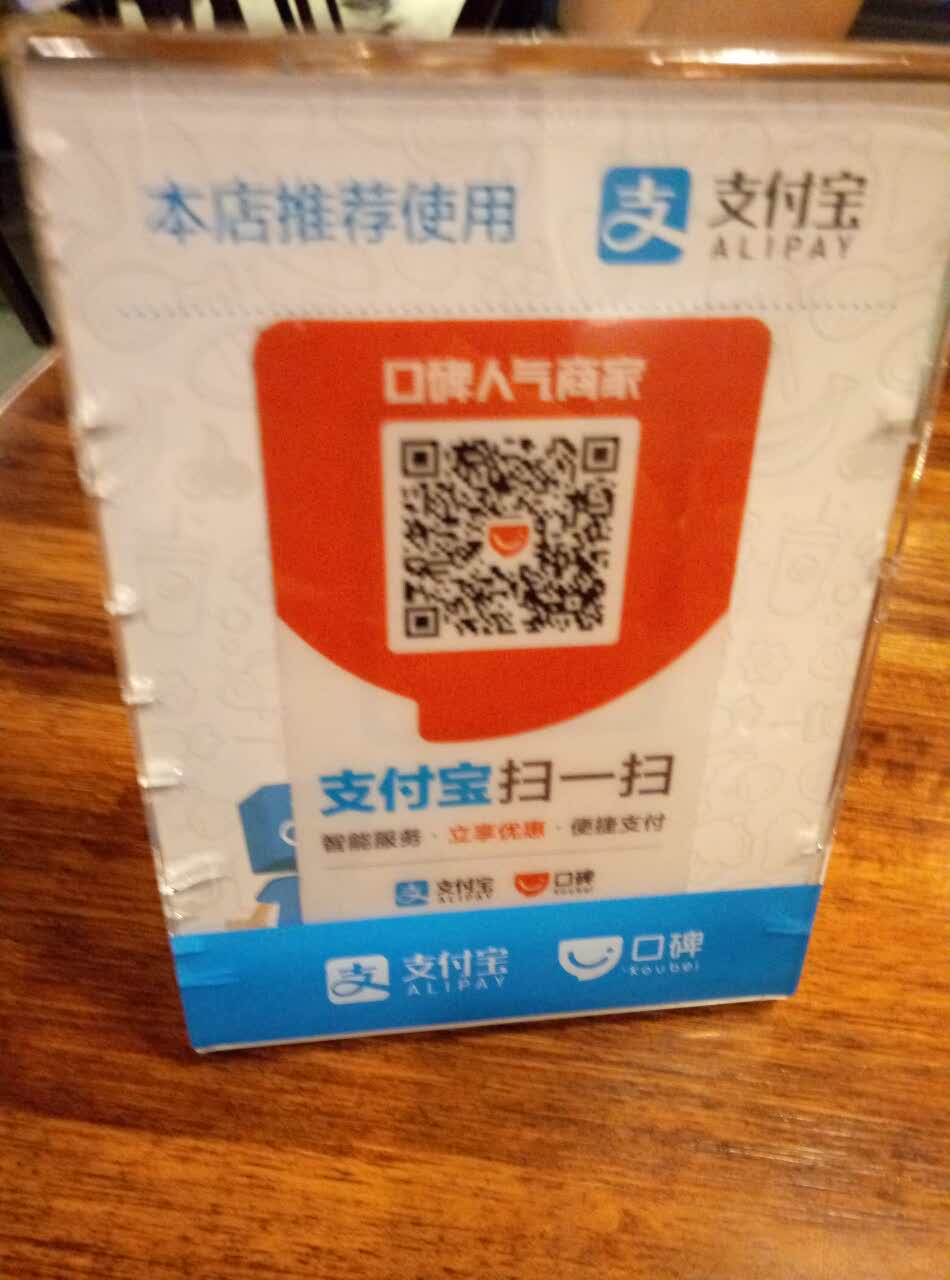 本店推荐使用 支付宝
ALIPAY
口碑人气商家
支付宝扫一扫
智能服务·立享优惠·便捷支付
支付宝 口碑
ALIPAY koubei
支付宝 口碑
ALIPAY koubei